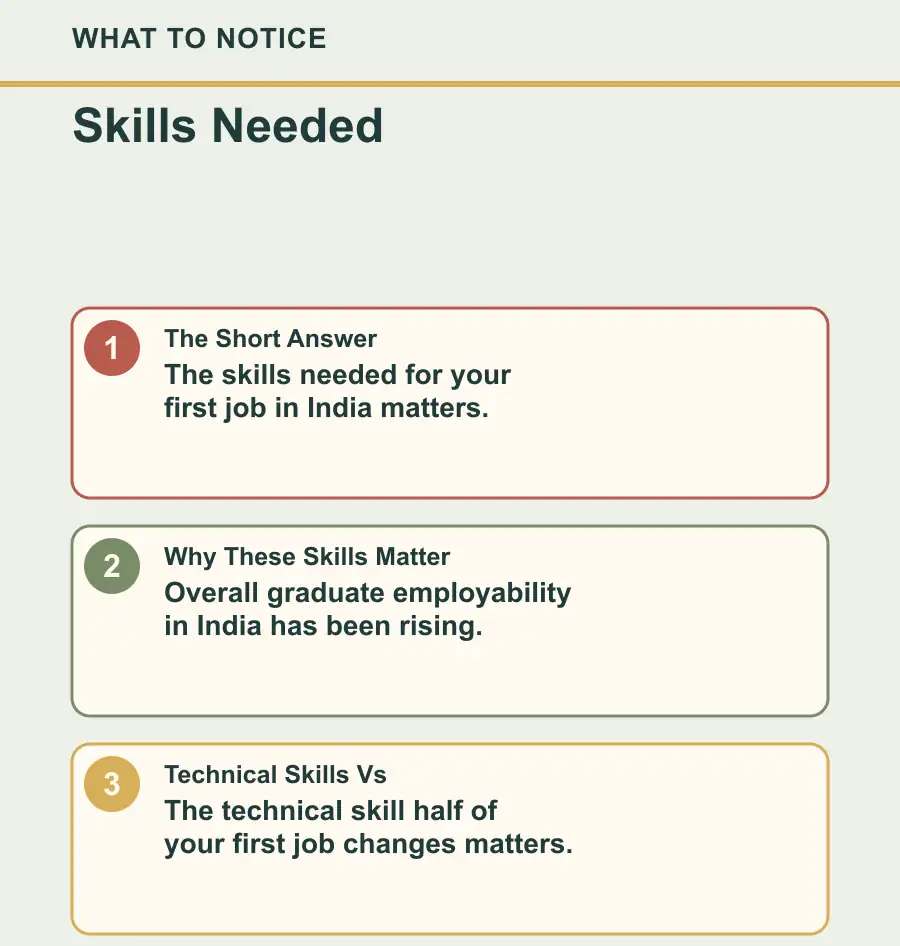 WHAT TO NOTICE
Skills Needed
1
The Short Answer
The skills needed for your
first job in India matters.
2
Why These Skills Matter
Overall graduate employability
in India has been rising.
3
Technical Skills Vs
The technical skill half of
your first job changes matters.